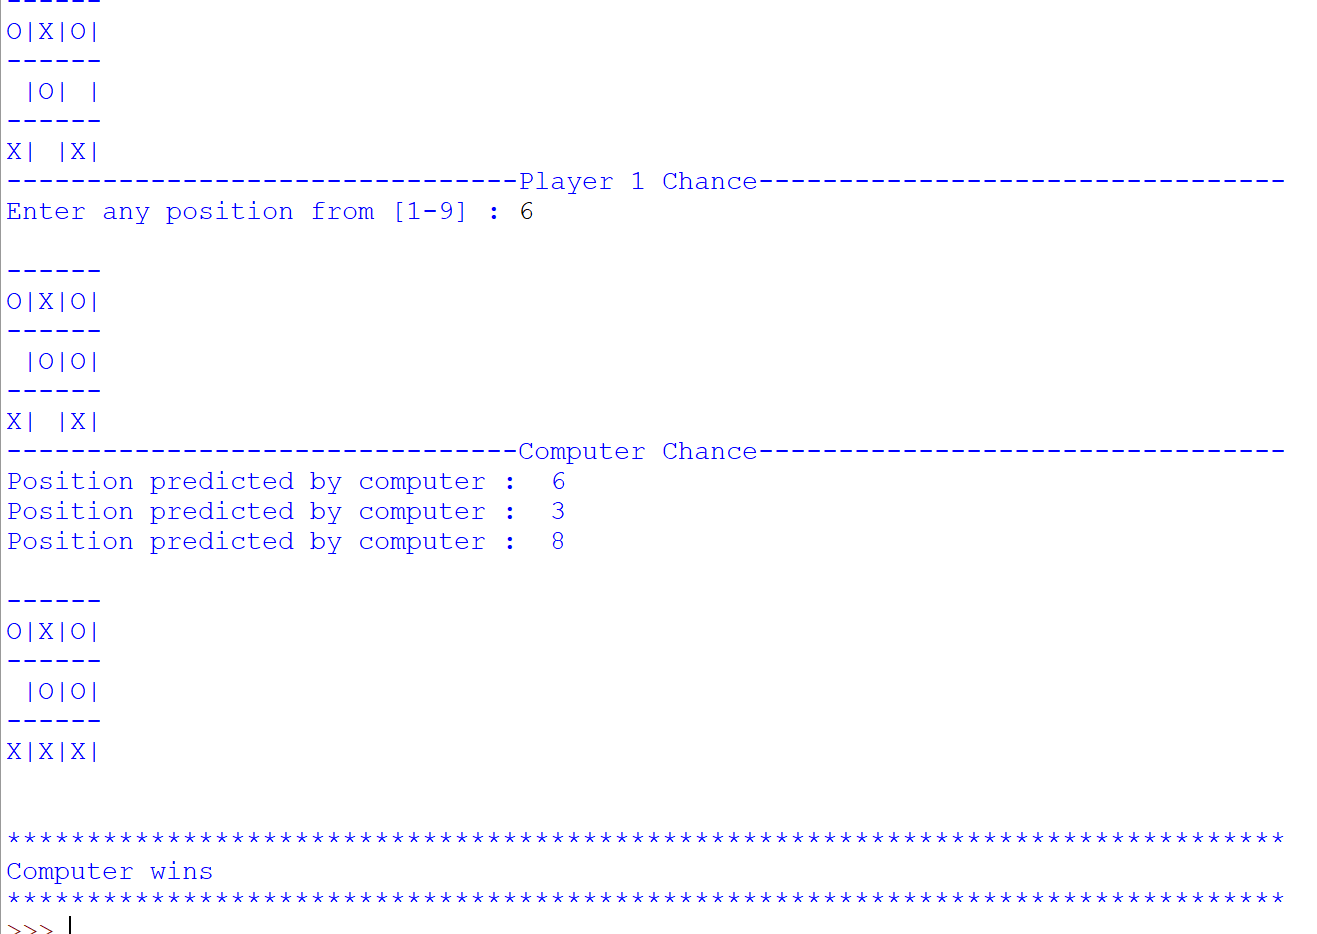 ------
O|X|O|
------
 |O| |
------
X| |X|
--------------------------------Player 1 Chance---------------------------------
Enter any position from [1-9] : 6
------
O|X|O|
------
 |O|O|
------
X| |X|
--------------------------------Computer Chance---------------------------------
Position predicted by computer :  6
Position predicted by computer :  3
Position predicted by computer :  8
------
O|X|O|
------
 |O|O|
------
X|X|X|
********************************************************************************
Computer wins
********************************************************************************
>>>